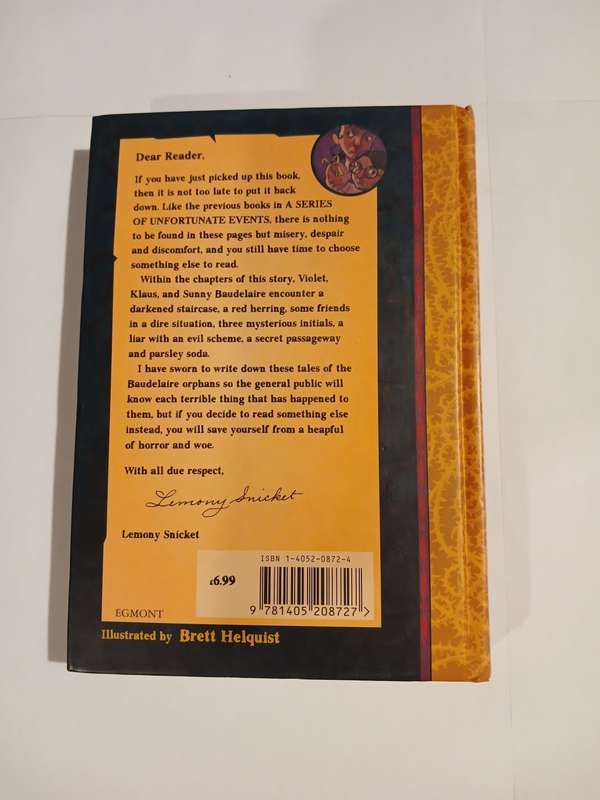 Dear Reader,
If you have just picked up this book,
then it is not too late to put it back
down. Like the previous books in A SERIES
OF UNFORTUNATE EVENTS, there is nothing
to be found in these pages but misery, despair
and discomfort, and you still have time to choose
something else to read.
Within the chapters of this story, Violet,
Klaus, and Sunny Baudelaire encounter a
darkened staircase, a red herring, some friends
in a dire situation, three mysterious initials, a
liar with an evil scheme, a secret passageway
and parsley soda.
I have sworn to write down these tales of the
Baudelaire orphans so the general public will
know each terrible thing that has happened to
them, but if you decide to read something else
instead, you will save yourself from a heapful
of horror and woe.
With all due respect,
Lemony Snicket
Lemony Snicket
ISBN 1-4052-0872-4
£6.99
9 781405 208727 >
EGMONT
Illustrated by Brett Helquist